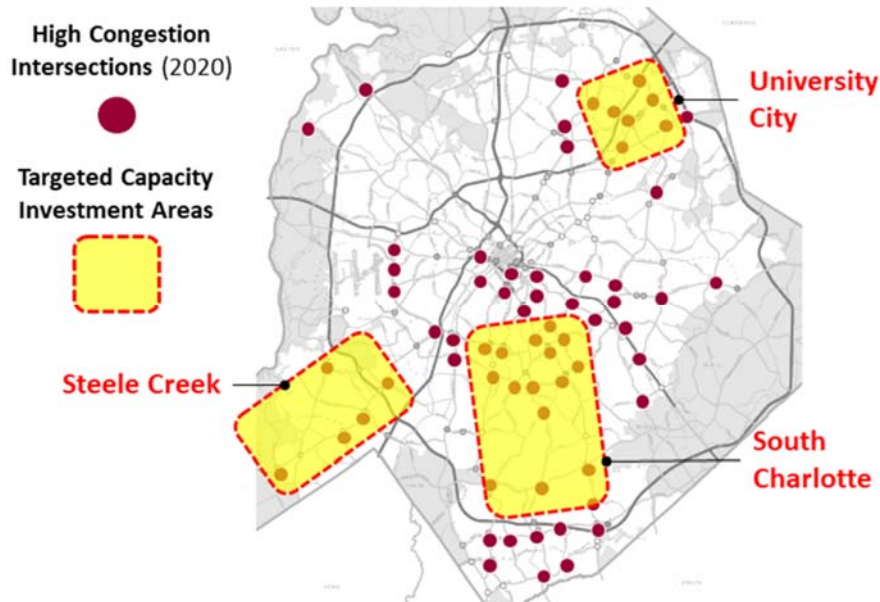 High Congestion
Intersections (2020)
Targeted Capacity
Investment Areas
University
City
Steele Creek
South
Charlotte